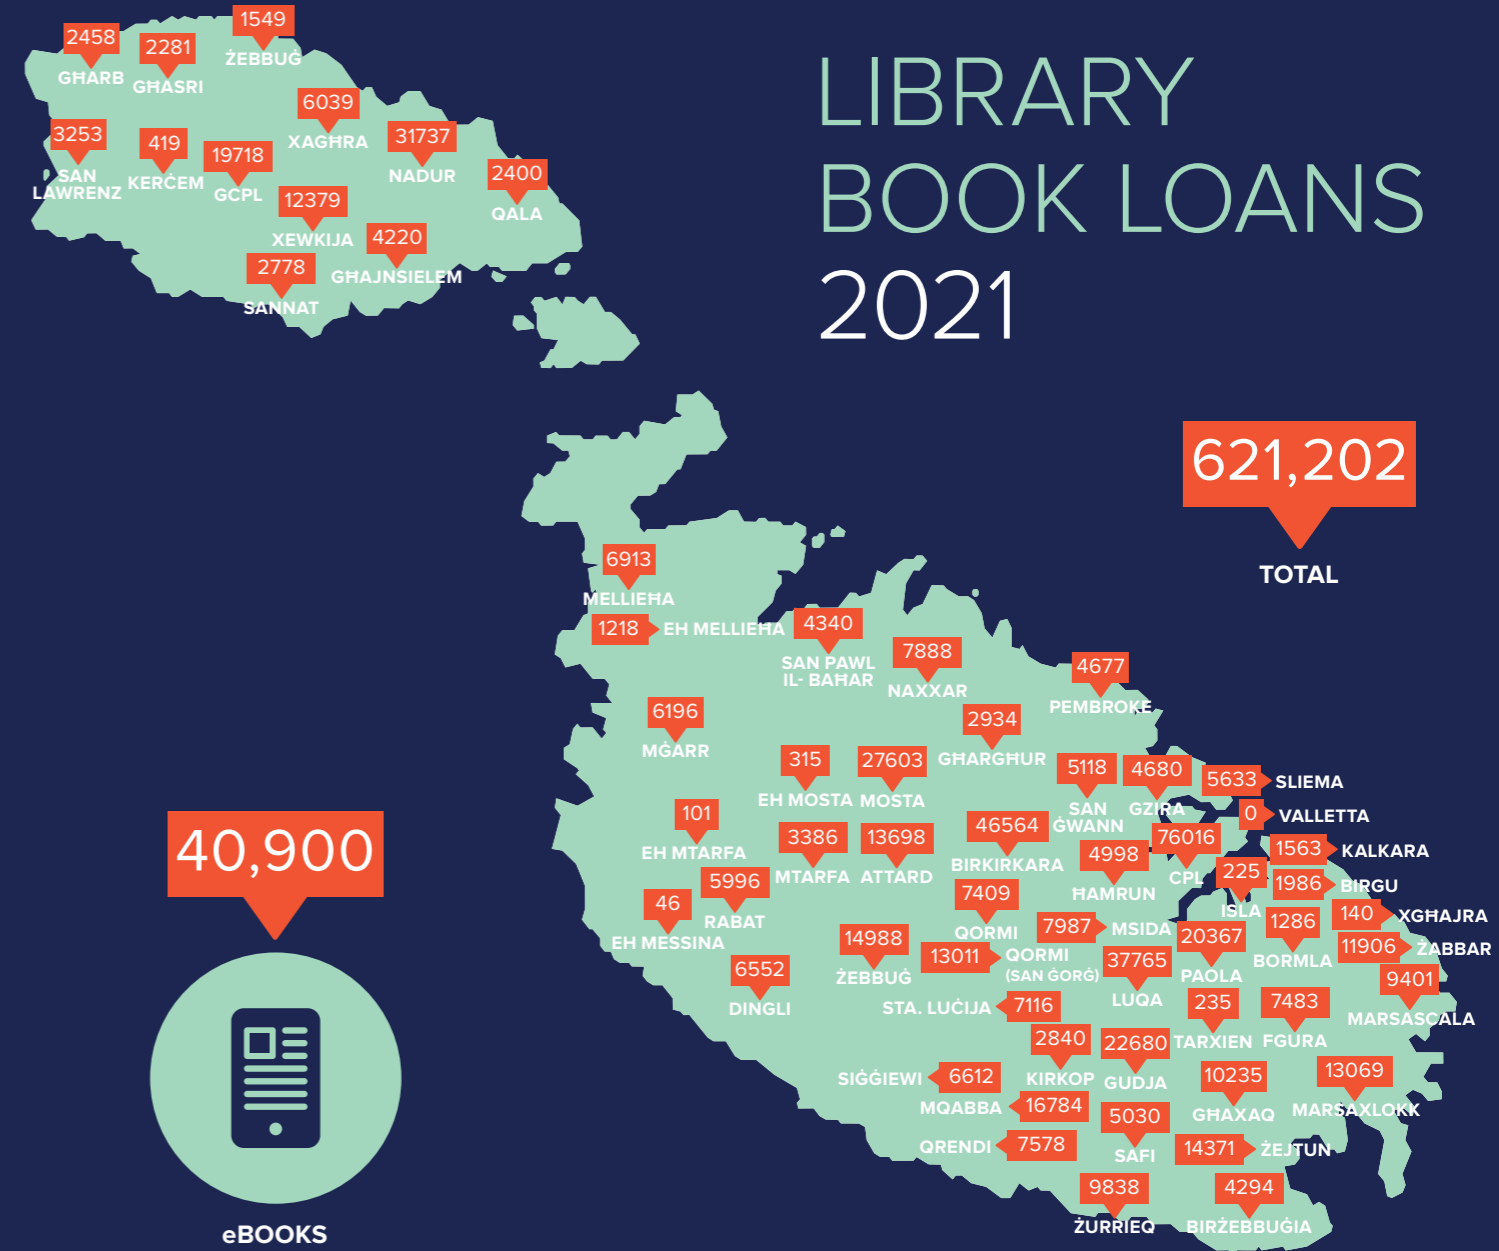 LIBRARY
BOOK LOANS
2021
1549
ŻEBBUĠ
2458
GĦARB
2281
GĦASRI
6039
XAGĦRA
3253
SAN
LAWRENZ
419
KERĊEM
19718
GCPL
31737
NADUR
2400
QALA
12379
XEWKIJA
4220
GĦAJNSIELEM
2778
SANNAT
621,202
TOTAL
6913
MELLIEĦA
1218 EH MELLIEĦA
4340
SAN PAWL
IL- BAĦAR
7888
NAXXAR
4677
PEMBROKE
6196
MĠARR
2934
GĦARGĦUR
315
EH MOSTA
27603
MOSTA
5118
SAN
ĠWANN
4680
GZIRA
5633 SLIEMA
0 VALLETTA
101
EH MTARFA
3386
MTARFA
13698
ATTARD
46564
BIRKIRKARA
4998
ĦAMRUN
76016
CPL
1563 KALKARA
225
ISLA
1986 BIRGU
5996
RABAT
46
EH MESSINA
7409
QORMI
7987 MSIDA
20367
PAOLA
1286
BORMLA
140 XGĦAJRA
11906 ŻABBAR
14988
ŻEBBUĠ
13011 QORMI
(SAN ĠORĠ)
37765
LUQA
9401
MARSASCALA
6552
DINGLI
STA. LUĊIJA 7116
235
TARXIEN
7483
FGURA
2840
KIRKOP
22680
GUDJA
SIĠĠIEWI 6612
10235
GĦAXAQ
13069
MARSAXLOKK
MQABBA 16784
5030
SAFI
QRENDI 7578
14371 ŻEJTUN
9838
ŻURRIEQ
4294
BIRŻEBBUĠIA
40,900
eBOOKS